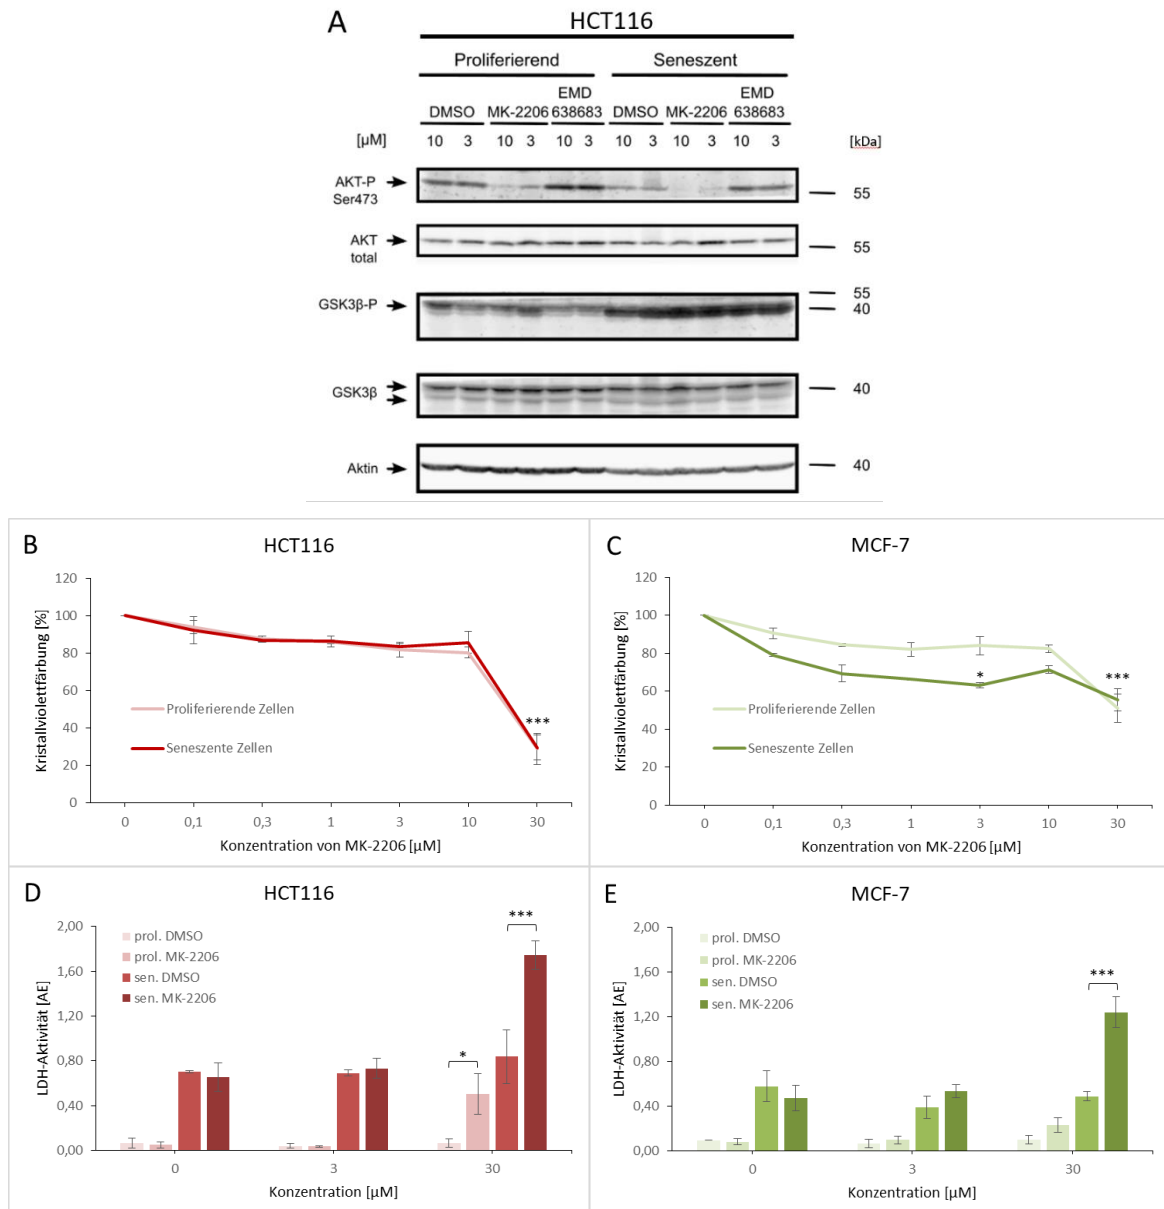 A
HCT116
Proliferierend Seneszent
EMD EMD
DMSO MK-2206 638683 DMSO MK-2206 638683
[µM] 10 3 10 3 10 3 10 3 10 3 10 3 [kDa]
AKT-P
Ser473
55
AKT
total
55
55
GSK3β-P
40
GSK3β
40
Aktin
40
B
HCT116
Kristallviolettfärbung [%]
120
100
80
60
40
20
0
***
Proliferierende Zellen
Seneszente Zellen
0 0,1 0,3 1 3 10 30
Konzentration von MK-2206 [µM]
C
MCF-7
Kristallviolettfärbung [%]
120
100
80
60
40
20
0
*
***
Proliferierende Zellen
Seneszente Zellen
0 0,1 0,3 1 3 10 30
Konzentration von MK-2206 [µM]
D
HCT116
LDH-Aktivität [AE]
2,00
1,60
1,20
0,80
0,40
0,00
prol. DMSO
prol. MK-2206
sen. DMSO
sen. MK-2206
*
***
0 3 30
Konzentration [µM]
E
MCF-7
LDH-Aktivität [AE]
2,00
1,60
1,20
0,80
0,40
0,00
prol. DMSO
prol. MK-2206
sen. DMSO
sen. MK-2206
***
0 3 30
Konzentration [µM]